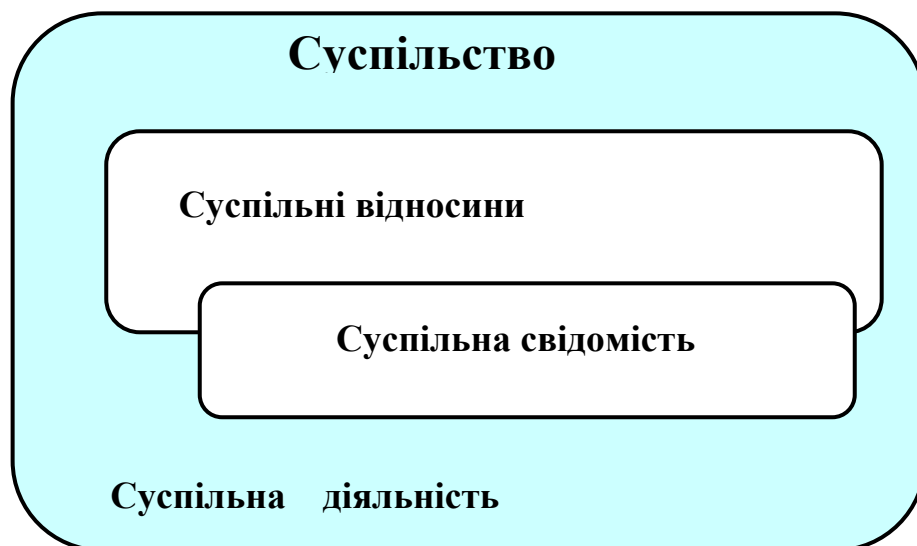 Суспільство
Суспільні відносини
Суспільна свідомість
Суспільна діяльність